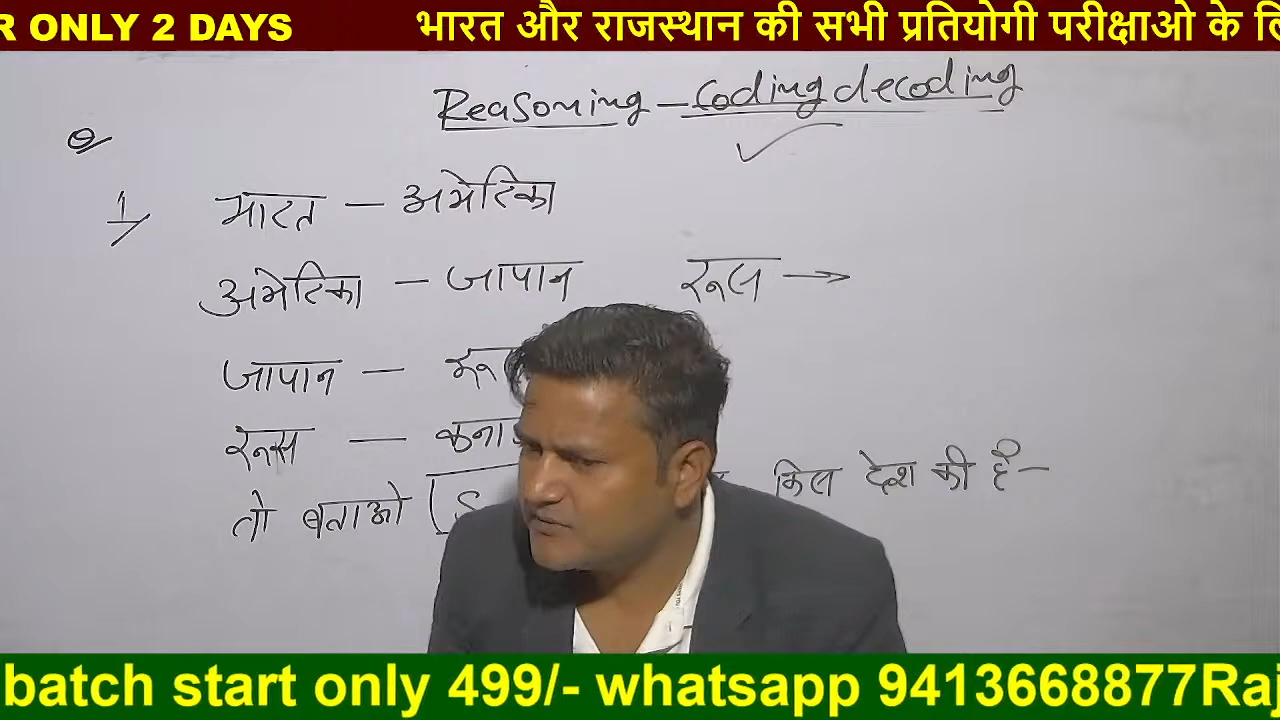 R ONLY 2 DAYS भारत और राजस्थान की सभी प्रतियोगी परीक्षाओ के लि
Reasoning - Coding decoding
Q
1 भारत - अमेरिका
अमेरिका - जापान रूस →
जापान - रू
रूस - कना
तो बताओ S किस देश की है -
batch start only 499/- whatsapp 9413668877Raj